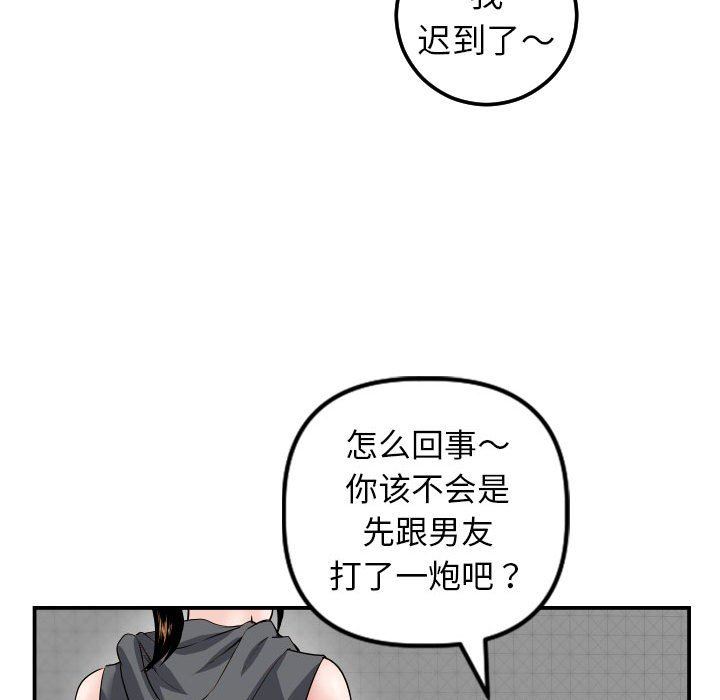 迟到了～
怎么回事～
你该不会是
先跟男友
打了一炮吧？